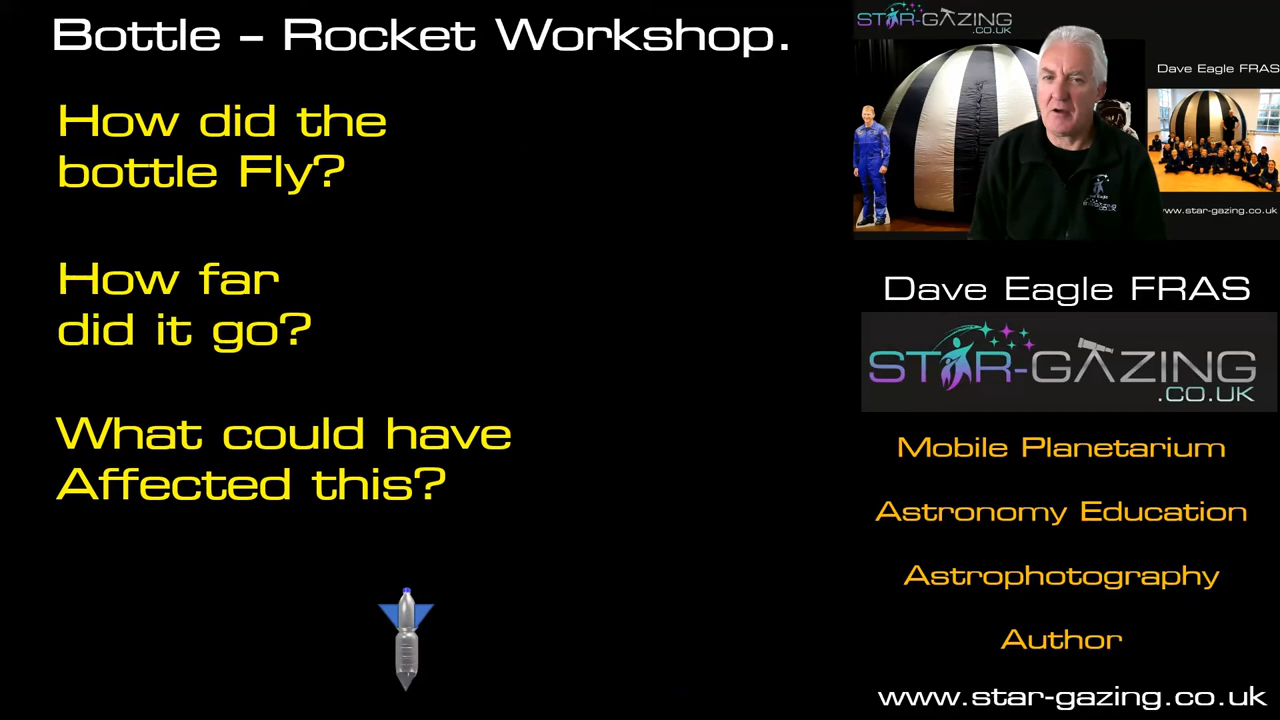 Bottle – Rocket Workshop.
How did the
bottle Fly?
How far
did it go?
What could have
Affected this?
STAR-GAZING
.CO.UK
Dave Eagle FRAS
www.star-gazing.co.uk
Dave Eagle FRAS
STAR-GAZING
.CO.UK
Mobile Planetarium
Astronomy Education
Astrophotography
Author
www.star-gazing.co.uk